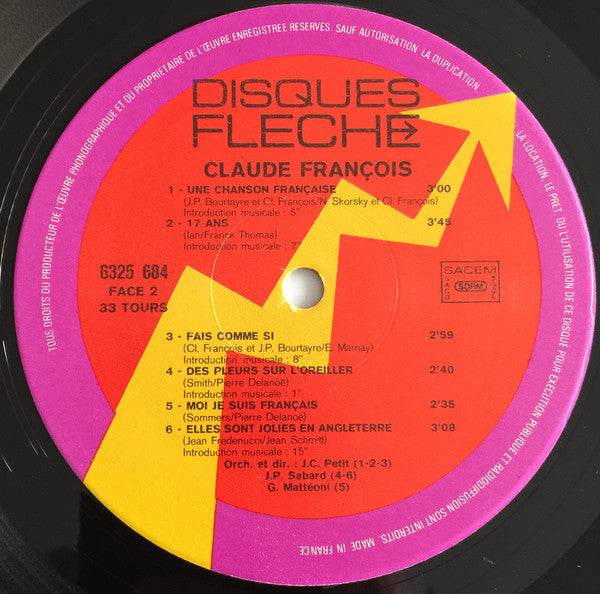 TOUS DROITS DU PRODUCTEUR DE L'ŒUVRE PHONOGRAPHIQUE ET DU PROPRIETAIRE DE L'ŒUVRE ENREGISTREE RESERVES. SAUF AUTORISATION LA DUPLICATION, LA LOCATION, LE PRET OU L'UTILISATION DE CE DISQUE POUR EXECUTION PUBLIQUE ET RADIODIFFUSION SONT INTERDITS. MADE IN FRANCE.
DISQUES
FLECHE
CLAUDE FRANÇOIS
1 - UNE CHANSON FRANÇAISE 3'00
(J.P. Bourtayre et Cl. François/N. Skorsky et Cl. François)
Introduction musicale : 5"
2 - 17 ANS 3'45
(Ian/Franck Thomas)
Introduction musicale : 7"
6325 684
FACE 2
33 TOURS
SACEM
SACD
SDRM
SGDL
3 - FAIS COMME SI 2'59
(Cl. François et J.P. Bourtayre/E. Marnay)
Introduction musicale : 8"
4 - DES PLEURS SUR L'OREILLER 2'40
(Smith/Pierre Delanoë)
Introduction musicale : 1"
5 - MOI JE SUIS FRANÇAIS 2'35
(Sommers/Pierre Delanoë)
6 - ELLES SONT JOLIES EN ANGLETERRE 3'08
(Jean Fredenucci/Jean Schmitt)
Introduction musicale : 15"
Orch. et dir. : J.C. Petit (1-2-3)
J.P. Sabard (4-6)
G. Mattéoni (5)